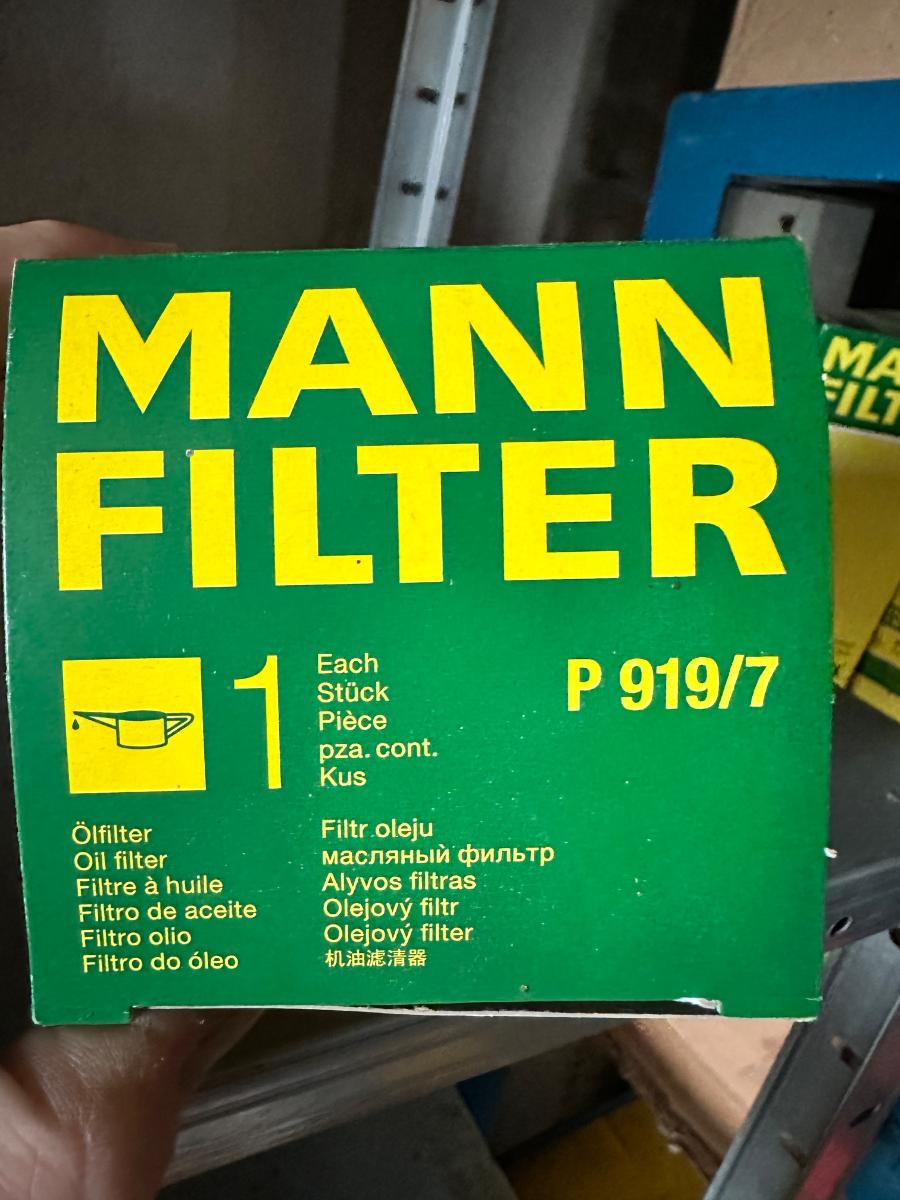 MANN
FILTER
1
Each
Stück
Pièce
pza. cont.
Kus
P 919/7
Ölfilter
Oil filter
Filtre à huile
Filtro de aceite
Filtro olio
Filtro do óleo
Filtr oleju
масляный фильтр
Alyvos filtras
Olejový filtr
Olejový filter
机油滤清器
MA
FILT